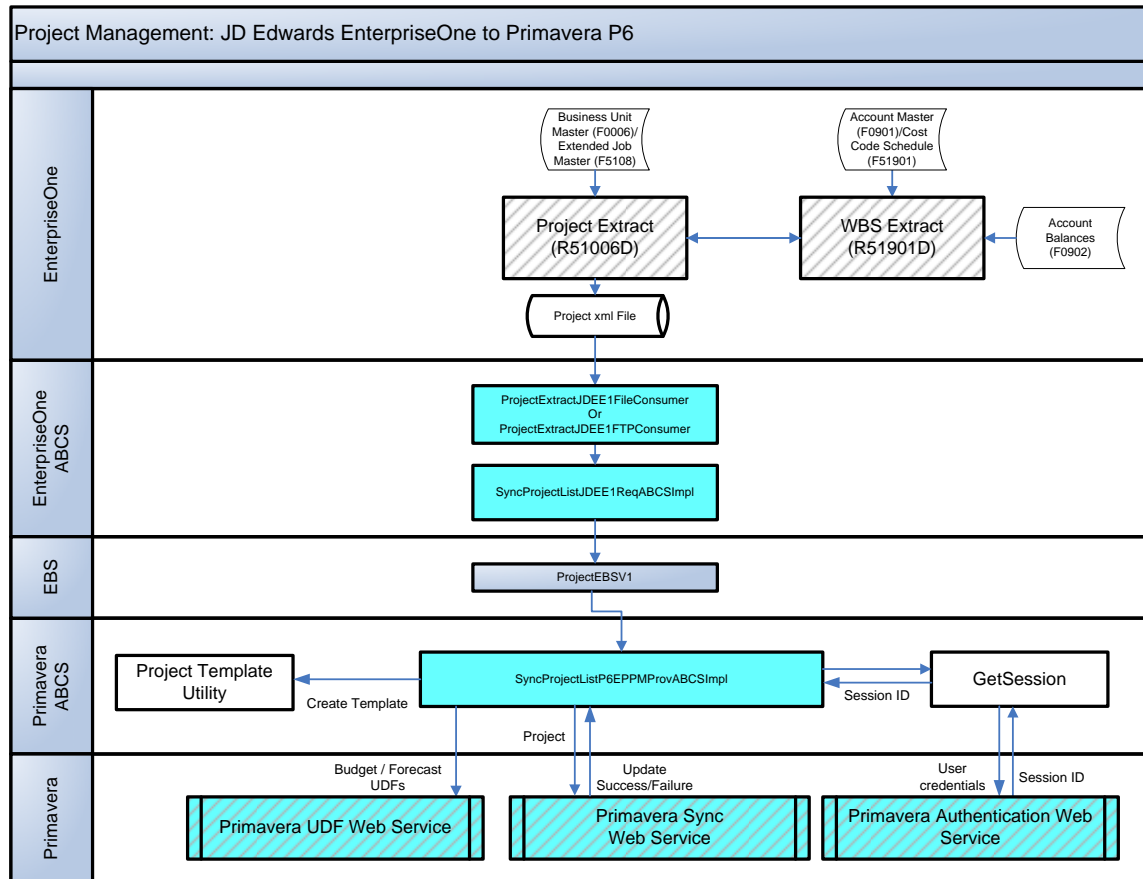 Project Management: JD Edwards EnterpriseOne to Primavera P6
EnterpriseOne
Business Unit
Master (F0006)/
Extended Job
Master (F5108)
Account Master
(F0901)/Cost
Code Schedule
(F51901)
Project Extract
(R51006D)
WBS Extract
(R51901D)
Account
Balances
(F0902)
Project xml File
EnterpriseOne
ABCS
ProjectExtractJDEE1FileConsumer
Or
ProjectExtractJDEE1FTPConsumer
SyncProjectListJDEE1ReqABCSImpl
EBS
ProjectEBSV1
Primavera
ABCS
Project Template
Utility
Create Template
SyncProjectListP6EPPMProvABCSImpl
Session ID
GetSession
Project
Primavera
Budget / Forecast
UDFs
Update
Success/Failure
User
credentials
Session ID
Primavera UDF Web Service
Primavera Sync
Web Service
Primavera Authentication Web
Service